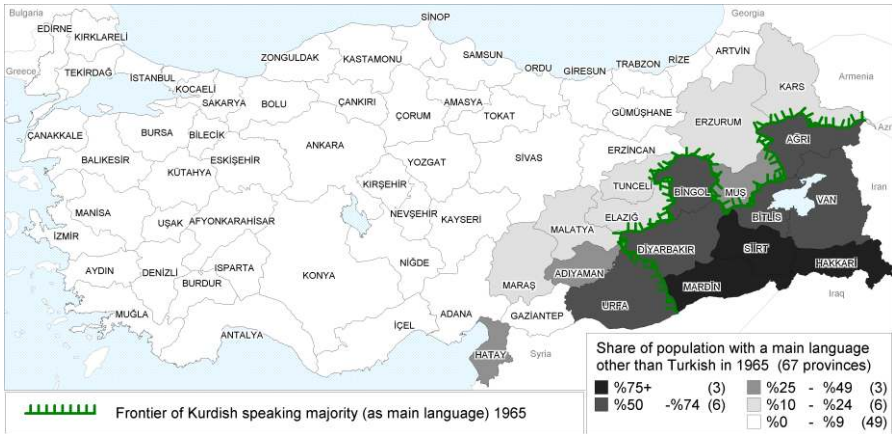 Bulgaria
Georgia
SİNOP
EDİRNE
KIRKLARELİ
ZONGULDAK
KASTAMONU
ARTVİN
Greece
TEKİRDAĞ
İSTANBUL
SAMSUN
ORDU
GİRESUN
TRABZON
RİZE
KARS
Armenia
KOCAELİ
SAKARYA
BOLU
ÇANKIRI
AMASYA
TOKAT
GÜMÜŞHANE
ERZURUM
ÇORUM
ÇANAKKALE
BURSA
BİLECİK
ANKARA
AĞRI
BALIKESİR
ESKİŞEHİR
YOZGAT
SİVAS
ERZİNCAN
KÜTAHYA
KIRŞEHİR
TUNCELİ
BİNGOL
MUŞ
Iran
MANİSA
UŞAK
AFYONKARAHİSAR
NEVŞEHİR
KAYSERİ
ELAZIĞ
BİTLİS
VAN
İZMİR
MALATYA
DİYARBAKIR
SİİRT
AYDIN
DENİZLİ
ISPARTA
KONYA
NİĞDE
ADIYAMAN
HAKKARİ
BURDUR
MARAŞ
MARDİN
MUĞLA
URFA
Iraq
ANTALYA
İÇEL
ADANA
GAZİANTEP
HATAY
Syria
Share of population with a main language
other than Turkish in 1965 (67 provinces)
%75+ (3)
%25 - %49 (3)
%50 -%74 (6)
%10 - %24 (6)
%0 - %9 (49)
Frontier of Kurdish speaking majority (as main language) 1965